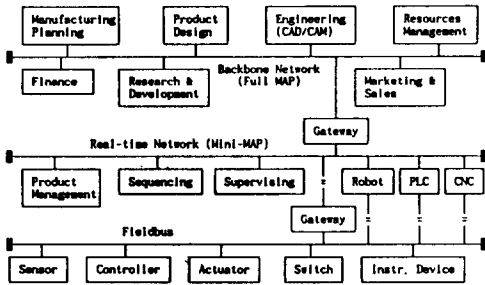 Manufacturing
Planning
Product
Design
Engineering
(CAD/CAM)
Resources
Management
Finance
Research &
Development
Backbone Network
(Full MAP)
Marketing &
Sales
Gateway
Real-time Network (Mini-MAP)
Product
Management
Sequencing
Supervising
Robot
PLC
CNC
Gateway
Fieldbus
Sensor
Controller
Actuator
Switch
Instr. Device